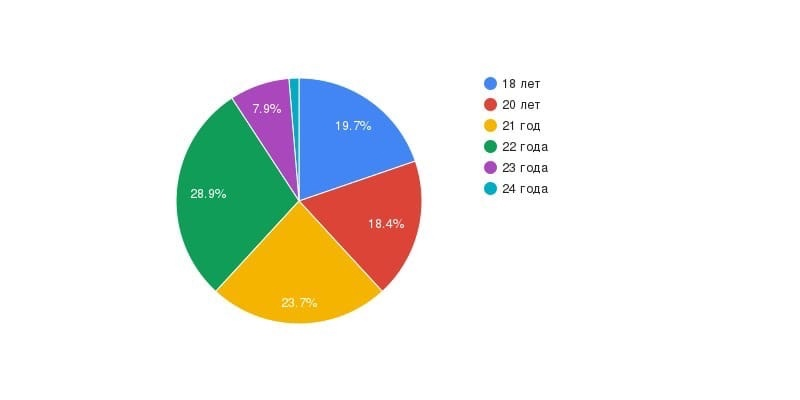 19.7%
18.4%
23.7%
28.9%
7.9%
18 лет
20 лет
21 год
22 года
23 года
24 года